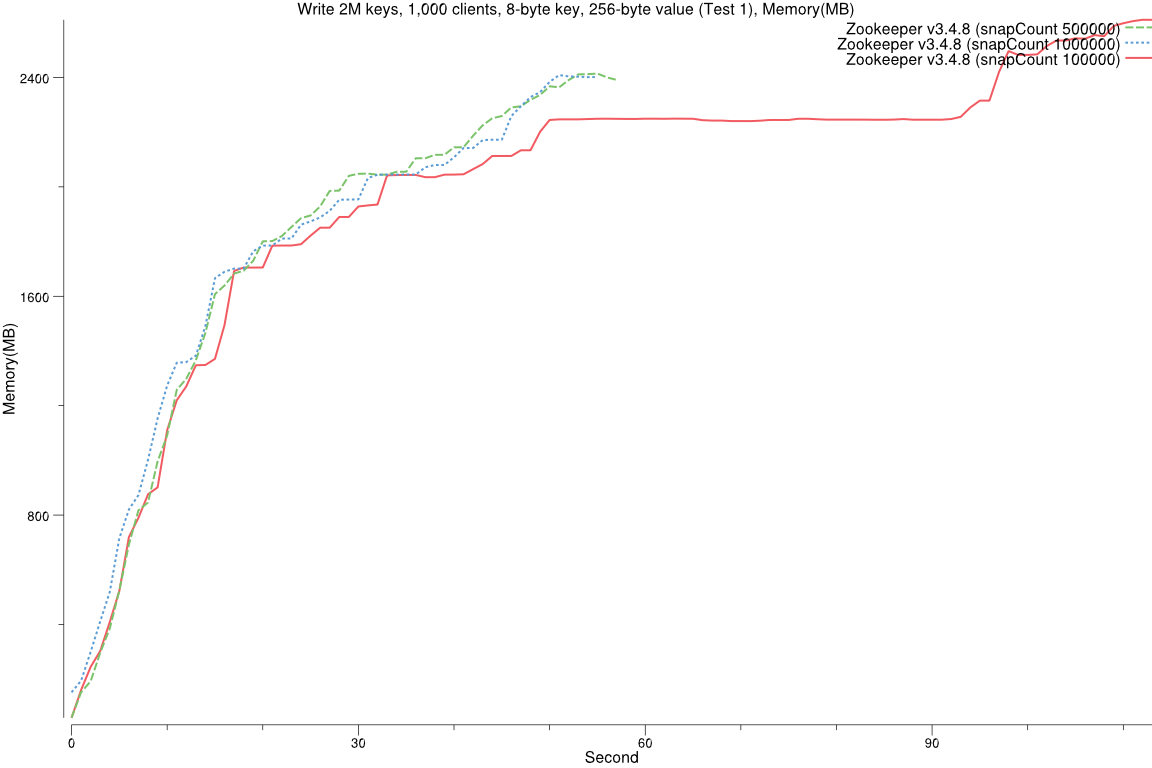 Write 2M keys, 1,000 clients, 8-byte key, 256-byte value (Test 1), Memory(MB)
Zookeeper v3.4.8 (snapCount 500000)
Zookeeper v3.4.8 (snapCount 1000000)
Zookeeper v3.4.8 (snapCount 100000)
2400
1600
800
Memory(MB)
0
30
60
90
Second